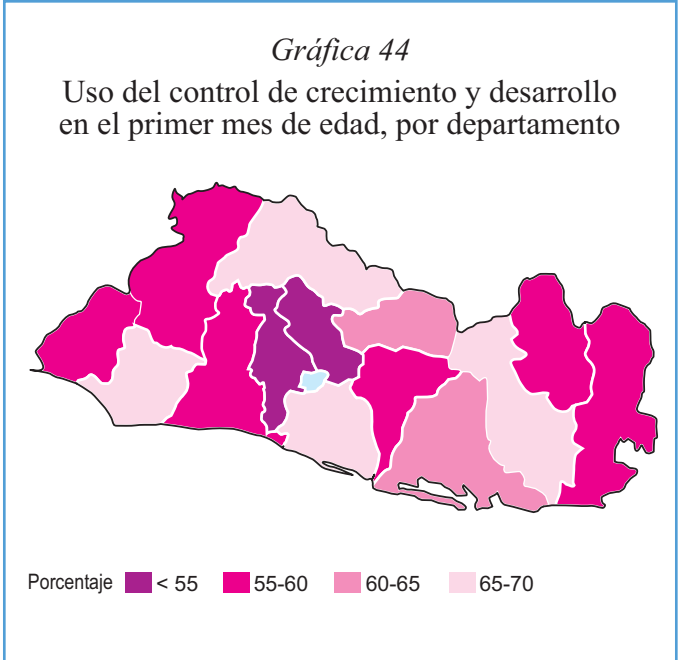 Gráfica 44
Uso del control de crecimiento y desarrollo
en el primer mes de edad, por departamento
Porcentaje < 55 55-60 60-65 65-70